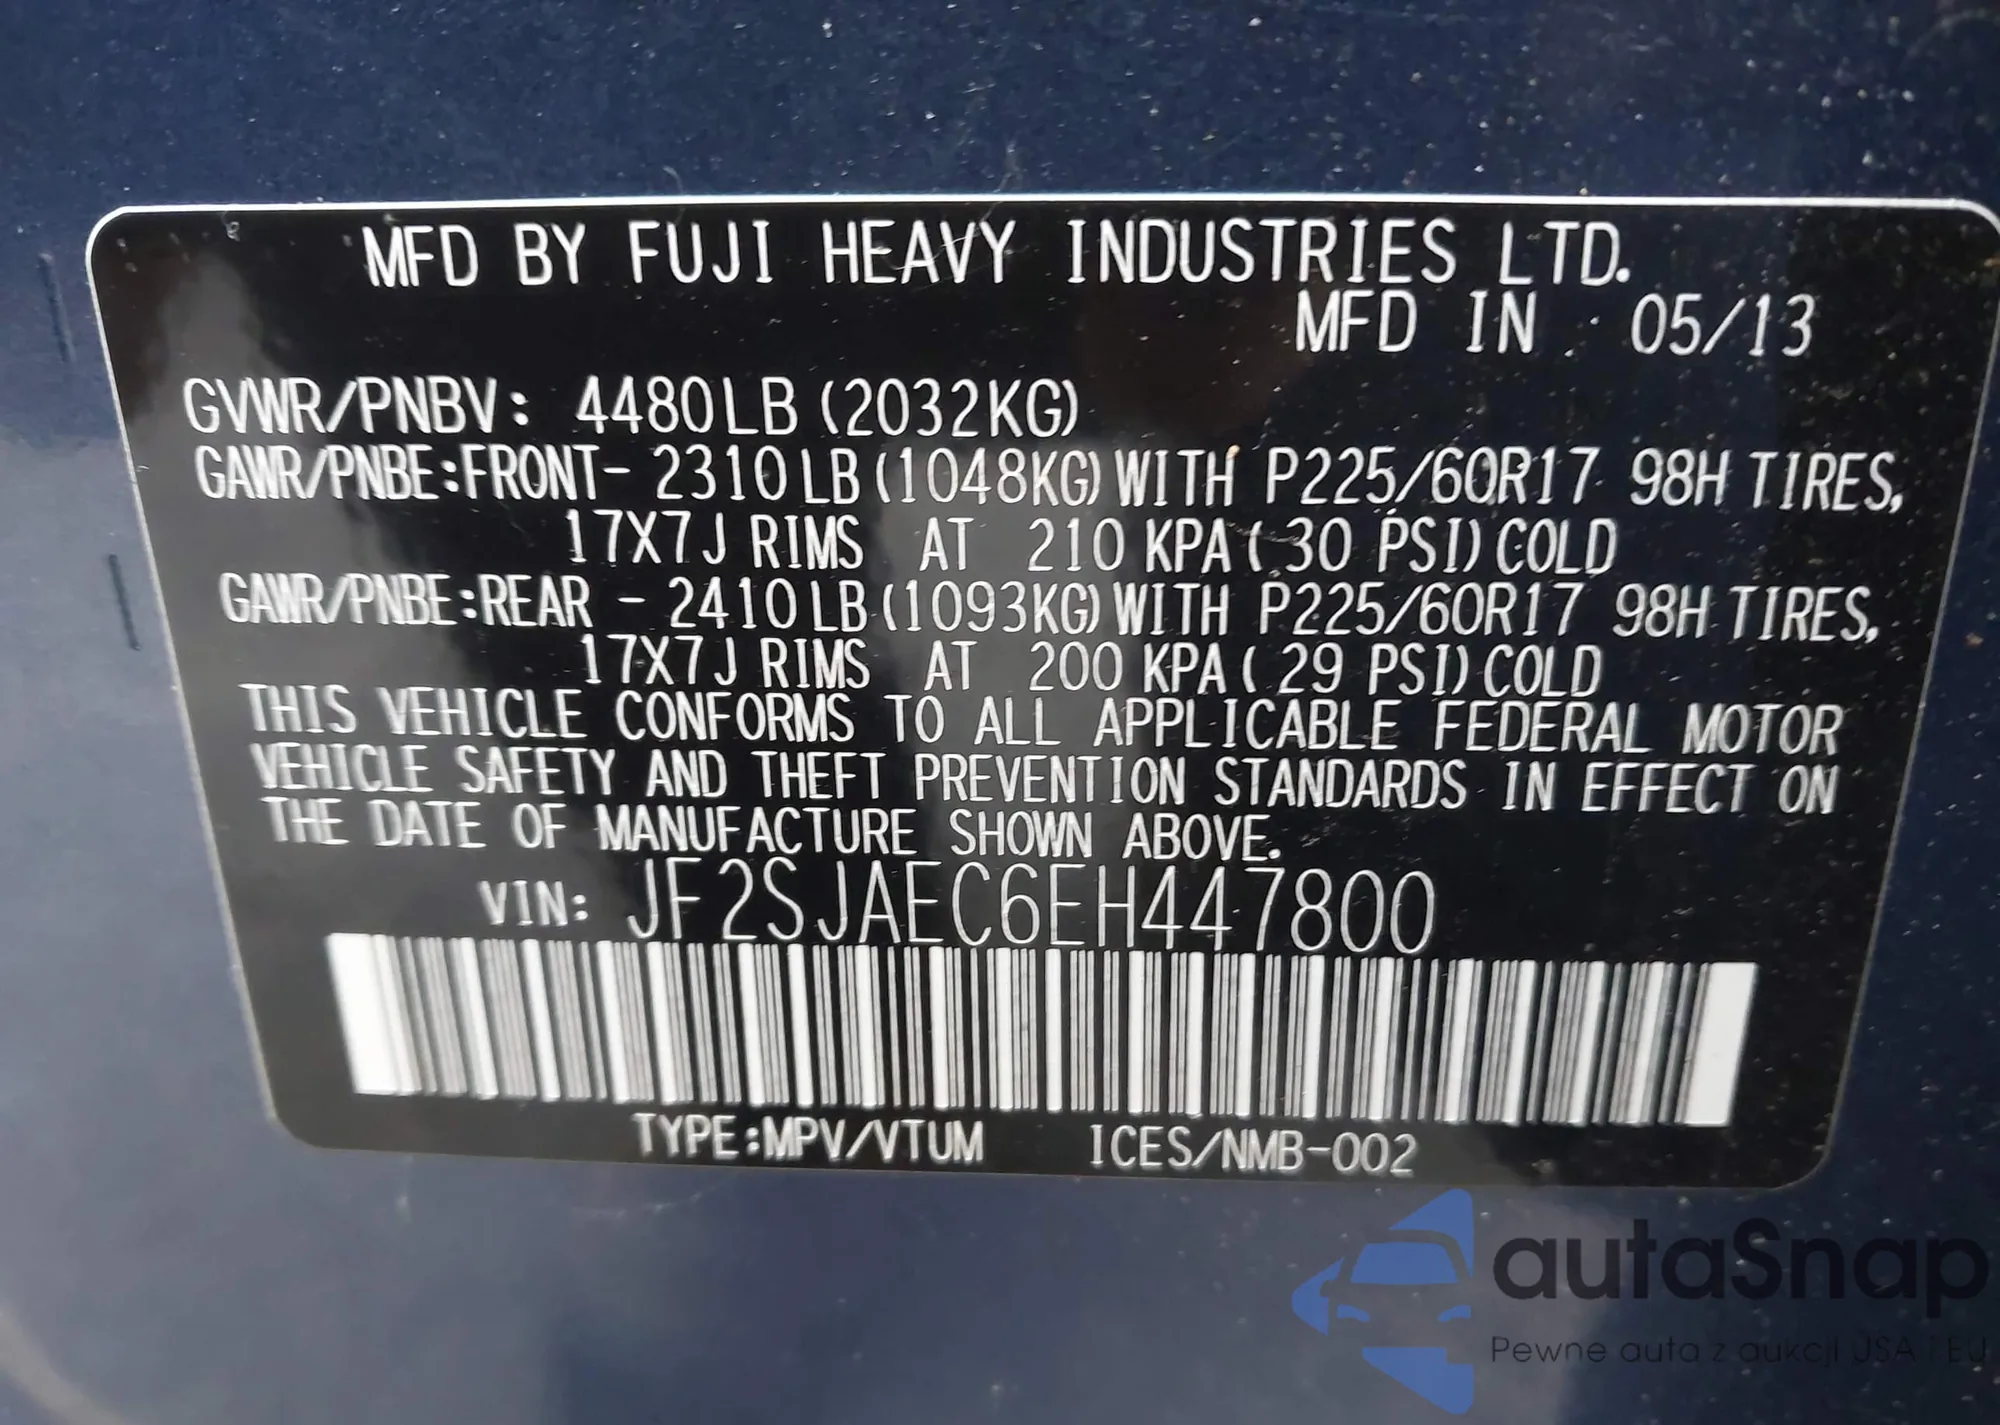 MFD BY FUJI HEAVY INDUSTRIES LTD.
MFD IN : 05/13
GVWR/PNBV: 4480LB (2032KG)
GAWR/PNBE:FRONT- 2310LB(1048KG)WITH P225/60R17 98H TIRES,
17X7J RIMS AT 210 KPA( 30 PSI)COLD
GAWR/PNBE:REAR - 2410LB(1093KG)WITH P225/60R17 98H TIRES,
17X7J RIMS AT 200 KPA( 29 PSI)COLD
THIS VEHICLE CONFORMS TO ALL APPLICABLE FEDERAL MOTOR
VEHICLE SAFETY AND THEFT PREVENTION STANDARDS IN EFFECT ON
THE DATE OF MANUFACTURE SHOWN ABOVE.
VIN: JF2SJAEC6EH447800
TYPE:MPV/VTUM ICES/NMB-002
autaSnap
Pewne auta z aukcji USA i EU